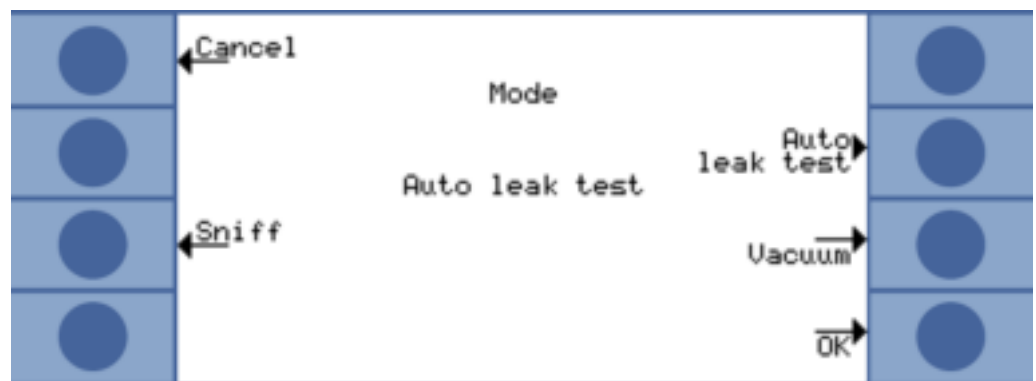 Cancel
Mode
Auto
leak test
Auto leak test
Sniff
Vacuum
OK